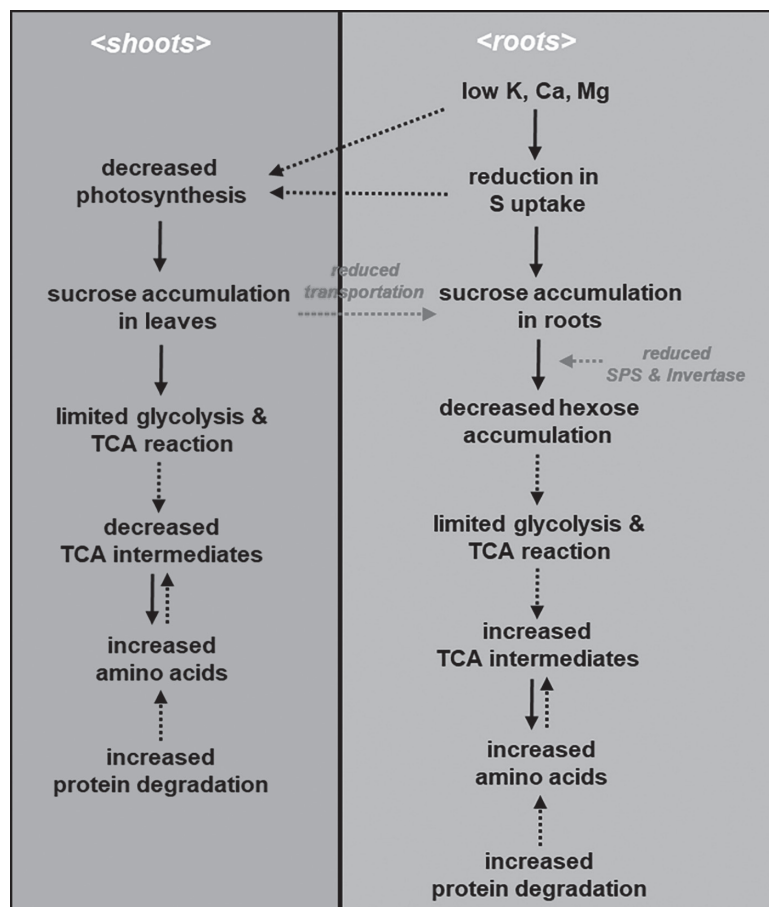 <shoots>
decreased
photosynthesis
sucrose accumulation
in leaves
limited glycolysis &
TCA reaction
decreased
TCA intermediates
increased
amino acids
increased
protein degradation
reduced
transportation
<roots>
low K, Ca, Mg
reduction in
S uptake
sucrose accumulation
in roots
reduced
SPS & Invertase
decreased hexose
accumulation
limited glycolysis &
TCA reaction
increased
TCA intermediates
increased
amino acids
increased
protein degradation